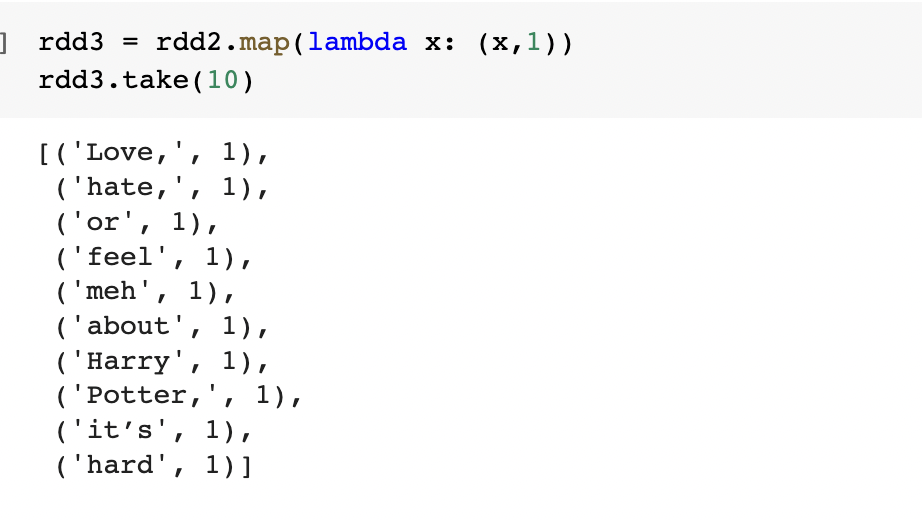 ] rdd3 = rdd2.map(lambda x: (x,1))
rdd3.take(10)
[('Love,', 1),
('hate,', 1),
('or', 1),
('feel', 1),
('meh', 1),
('about', 1),
('Harry', 1),
('Potter,', 1),
('it’s', 1),
('hard', 1)]